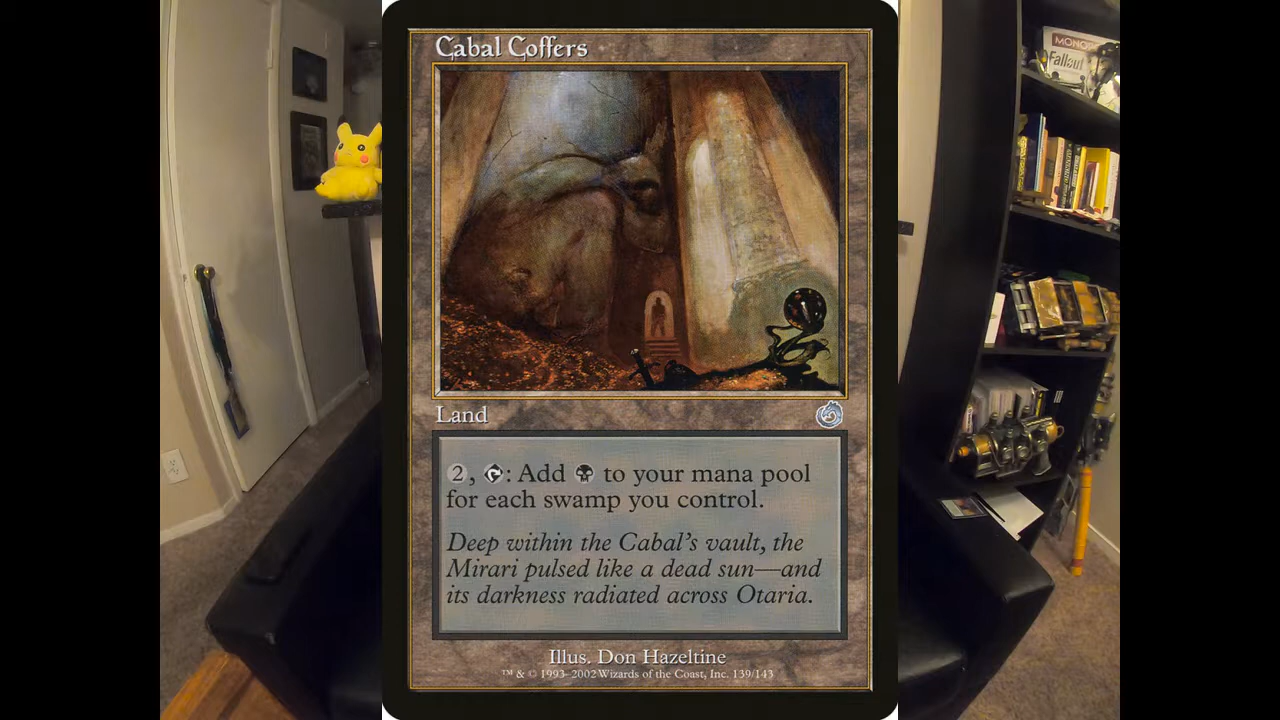 Cabal Coffers
MONOP
Fallout
Land
2, : Add to your mana pool
for each swamp you control.
Deep within the Cabal's vault, the
Mirari pulsed like a dead sun—and
its darkness radiated across Otaria.
Illus. Don Hazeltine
™ & © 1993-2002 Wizards of the Coast, Inc. 139/143